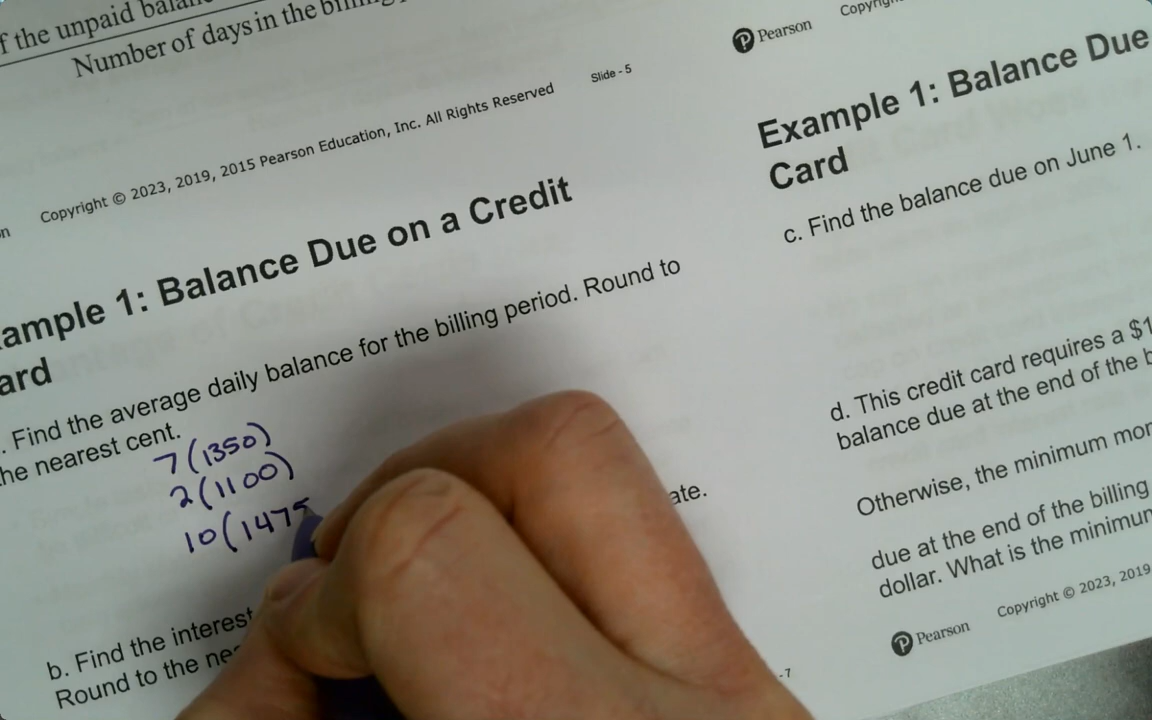 f the unpaid balan
Number of days in the billing
Copyright © 2023, 2019, 2015 Pearson Education, Inc. All Rights Reserved
Slide - 5
n
ample 1: Balance Due on a Credit
ard
. Find the average daily balance for the billing period. Round to
he nearest cent.
7(1350)
2(1100)
10(1475
b. Find the interest
ate.
Round to the nea
- 7
Pearson
Copyrigh
Example 1: Balance Due
Card
c. Find the balance due on June 1.
d. This credit card requires a $1
balance due at the end of the b
Otherwise, the minimum mon
due at the end of the billing
dollar. What is the minimum
Pearson
Copyright © 2023, 2019